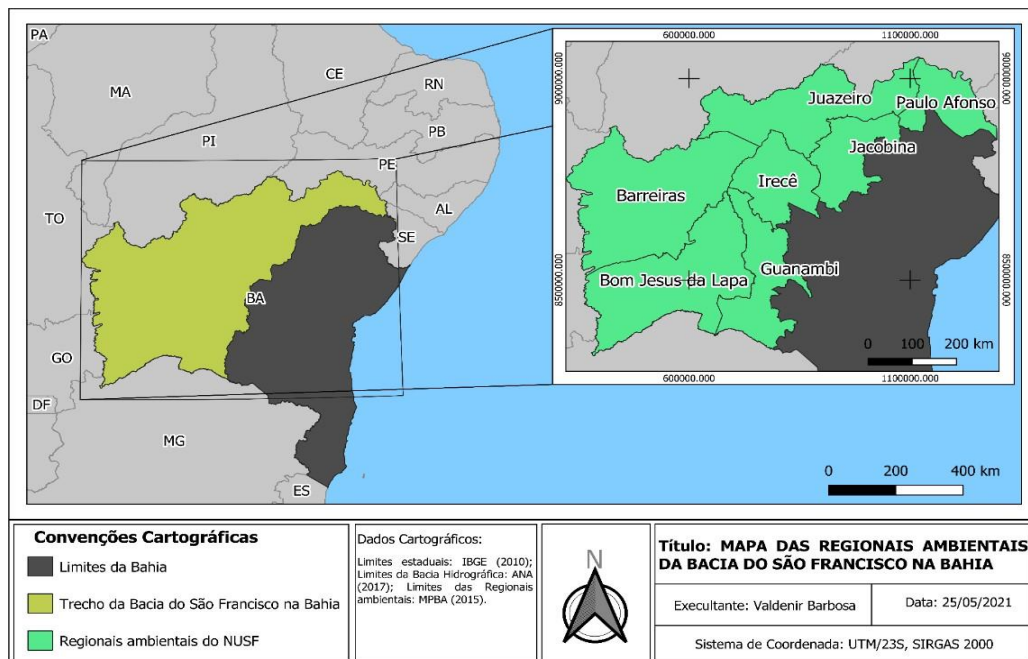 PA
MA
CE
RN
PB
PI
PE
AL
SE
TO
BA
GO
DF
MG
ES
0 200 400 km
600000.000 1100000.000
9000000.000
9000000.000
Juazeiro
Paulo Afonso
Jacobina
Irecê
Barreiras
Guanambi
Bom Jesus da Lapa
8500000.000
8500000.000
0 100 200 km
600000.000 1100000.000
Convenções Cartográficas
Limites da Bahia
Trecho da Bacia do São Francisco na Bahia
Regionais ambientais do NUSF
Dados Cartográficos:
Limites estaduais: IBGE (2010);
Limites da Bacia Hidrográfica: ANA
(2017); Limites das Regionais
ambientais: MPBA (2015).
N
Título: MAPA DAS REGIONAIS AMBIENTAIS
DA BACIA DO SÃO FRANCISCO NA BAHIA
Executante: Valdenir Barbosa
Data: 25/05/2021
Sistema de Coordenada: UTM/23S, SIRGAS 2000